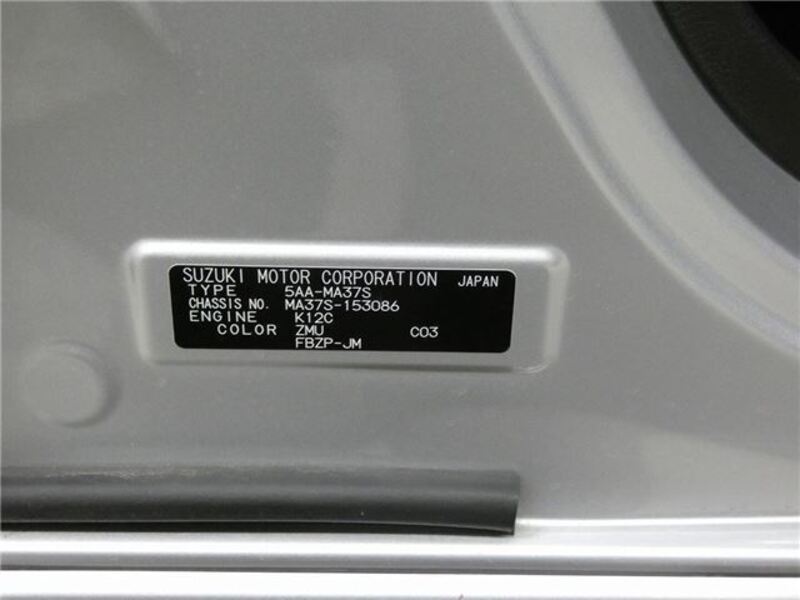 SUZUKI MOTOR CORPORATION JAPAN
TYPE 5AA-MA37S
CHASSIS NO. MA37S-153086
ENGINE K12C
COLOR ZMU C03
FBZP-JM